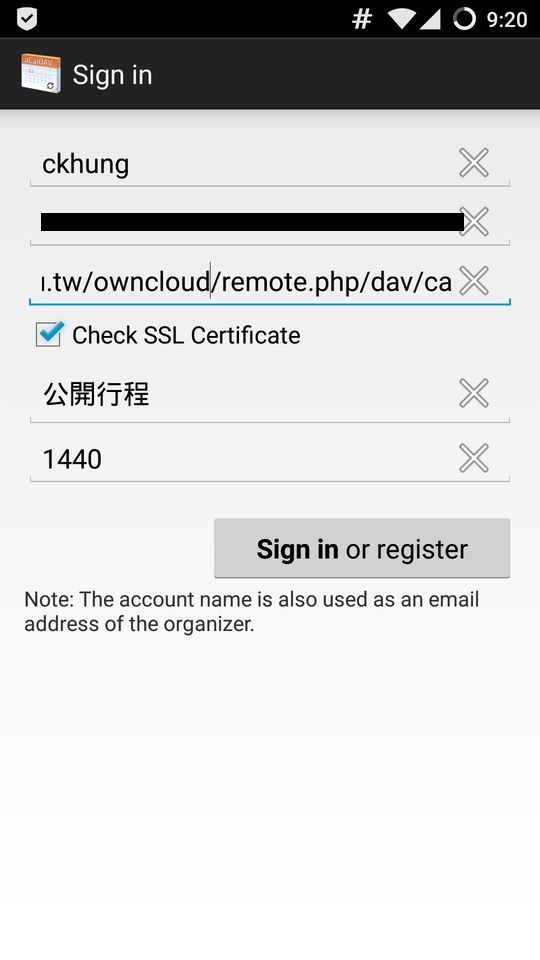 # 9:20
aCalDAV
Sign in
ckhung
.tw/owncloud/remote.php/dav/ca
Check SSL Certificate
公開行程
1440
Sign in or register
Note: The account name is also used as an email
address of the organizer.